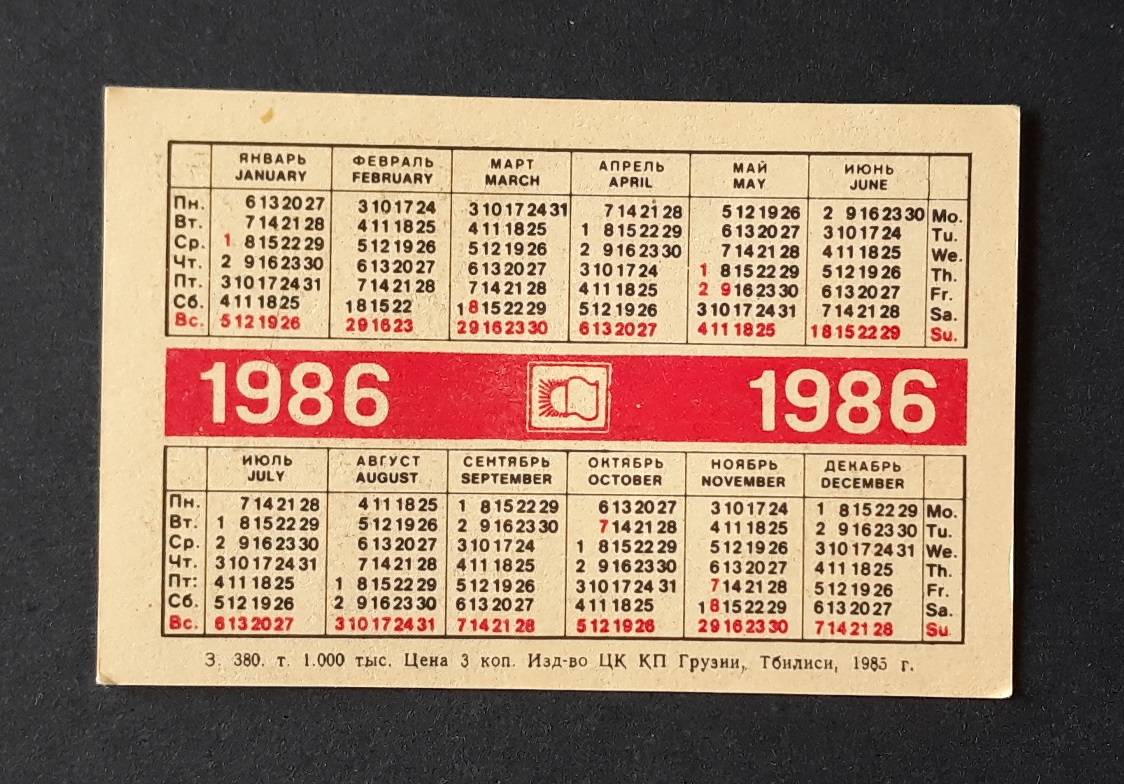 ЯНВАРЬ ФЕВРАЛЬ МАРТ АПРЕЛЬ МАЙ ИЮНЬ
JANUARY FEBRUARY MARCH APRIL MAY JUNE
Пн. 6 13 20 27 3 10 17 24 3 10 17 24 31 7 14 21 28 5 12 19 26 2 9 16 23 30 Mo.
Вт. 7 14 21 28 4 11 18 25 4 11 18 25 1 8 15 22 29 6 13 20 27 3 10 17 24 Tu.
Ср. 1 8 15 22 29 5 12 19 26 5 12 19 26 2 9 16 23 30 7 14 21 28 4 11 18 25 We.
Чт. 2 9 16 23 30 6 13 20 27 6 13 20 27 3 10 17 24 1 8 15 22 29 5 12 19 26 Th.
Пт. 3 10 17 24 31 7 14 21 28 7 14 21 28 4 11 18 25 2 9 16 23 30 6 13 20 27 Fr.
Сб. 4 11 18 25 1 8 15 22 1 8 15 22 29 5 12 19 26 3 10 17 24 31 7 14 21 28 Sa.
Вс. 5 12 19 26 2 9 16 23 2 9 16 23 30 6 13 20 27 4 11 18 25 1 8 15 22 29 Su.
1986 1986
ИЮЛЬ АВГУСТ СЕНТЯБРЬ ОКТЯБРЬ НОЯБРЬ ДЕКАБРЬ
JULY AUGUST SEPTEMBER OCTOBER NOVEMBER DECEMBER
Пн. 7 14 21 28 4 11 18 25 1 8 15 22 29 6 13 20 27 3 10 17 24 1 8 15 22 29 Mo.
Вт. 1 8 15 22 29 5 12 19 26 2 9 16 23 30 7 14 21 28 4 11 18 25 2 9 16 23 30 Tu.
Ср. 2 9 16 23 30 6 13 20 27 3 10 17 24 1 8 15 22 29 5 12 19 26 3 10 17 24 31 We.
Чт. 3 10 17 24 31 7 14 21 28 4 11 18 25 2 9 16 23 30 6 13 20 27 4 11 18 25 Th.
Пт: 4 11 18 25 1 8 15 22 29 5 12 19 26 3 10 17 24 31 7 14 21 28 5 12 19 26 Fr.
Сб. 5 12 19 26 2 9 16 23 30 6 13 20 27 4 11 18 25 1 8 15 22 29 6 13 20 27 Sa.
Вс. 6 13 20 27 3 10 17 24 31 7 14 21 28 5 12 19 26 2 9 16 23 30 7 14 21 28 Su.
З. 380. т. 1.000 тыс. Цена 3 коп. Изд-во ЦК КП Грузии, Тбилиси, 1985 г.